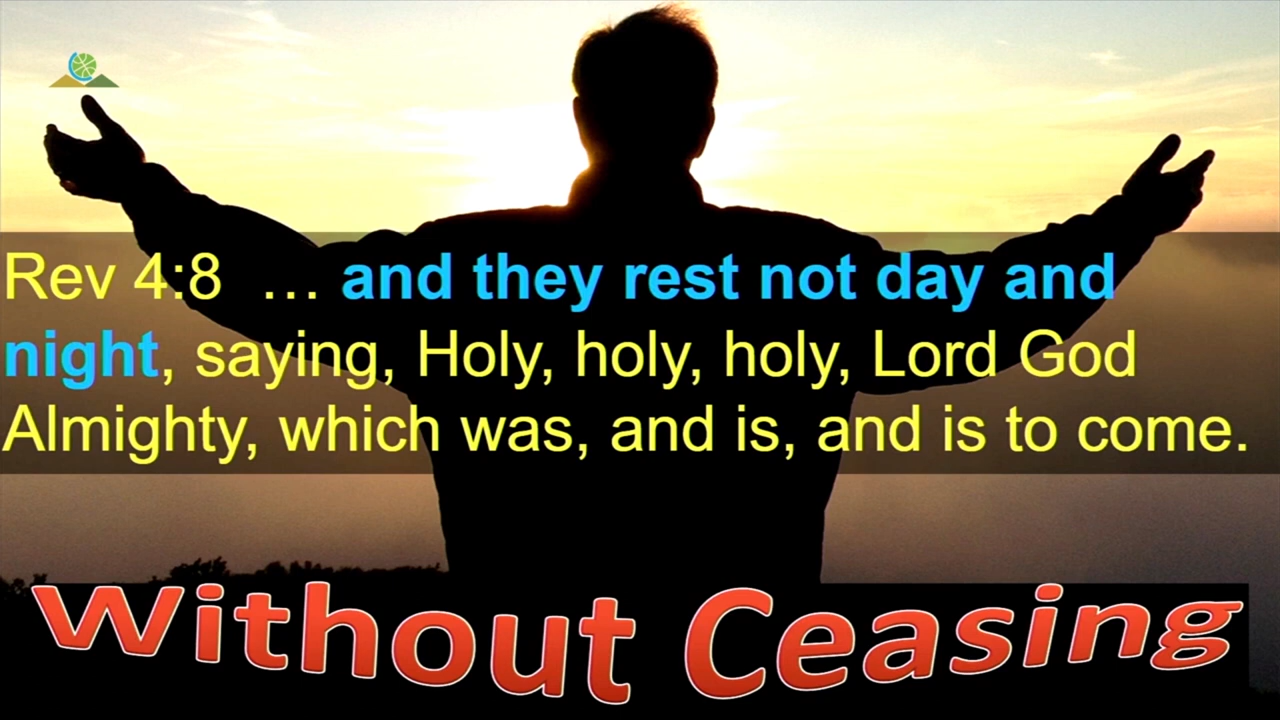 Rev 4:8  … and they rest not day and
night, saying, Holy, holy, holy, Lord God
Almighty, which was, and is, and is to come.
Without Ceasing